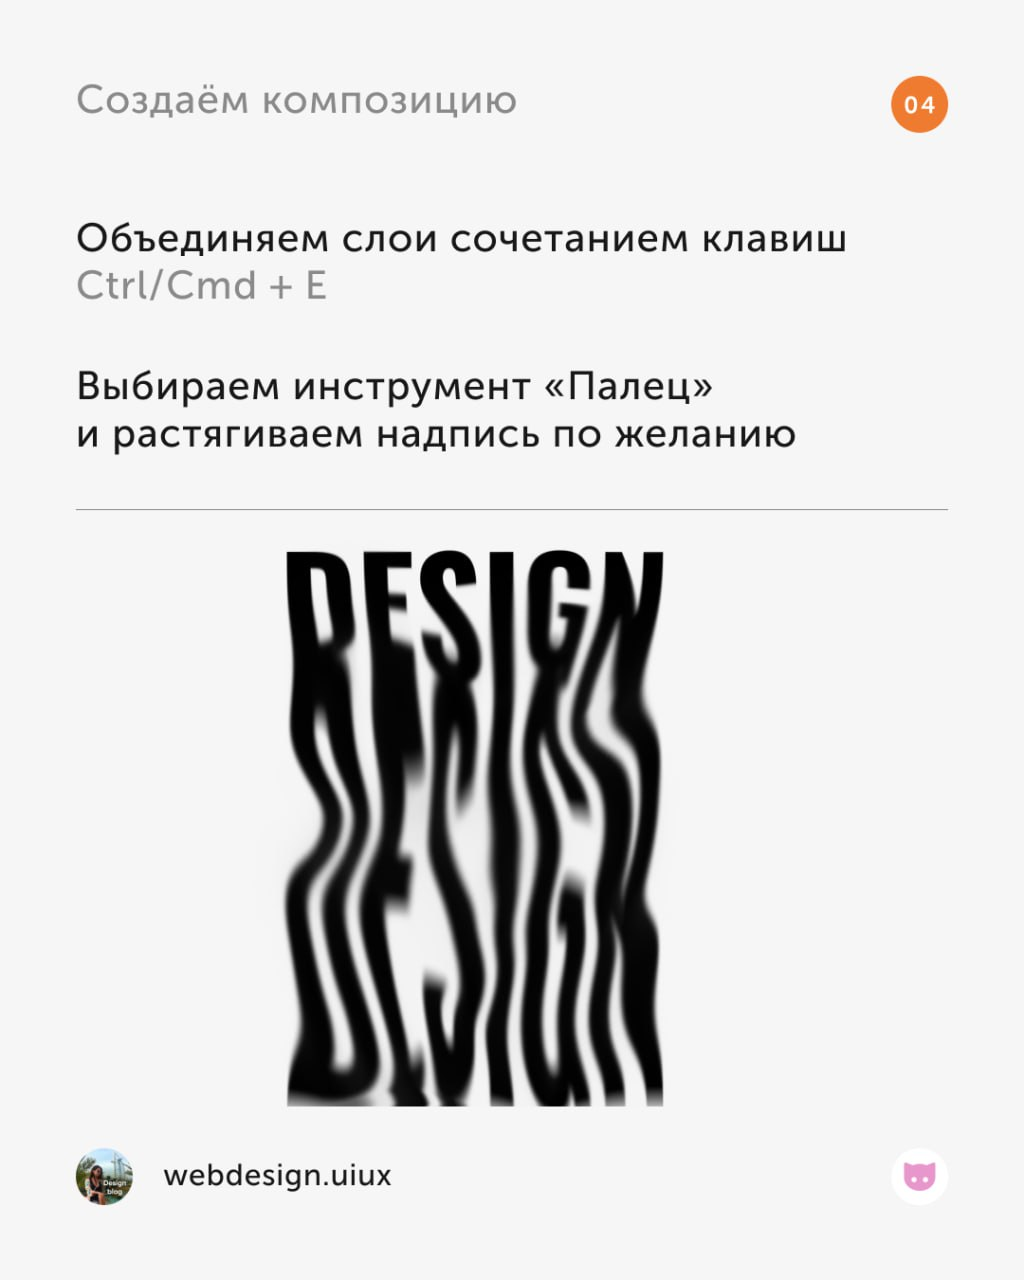 Создаём композицию
04
Объединяем слои сочетанием клавиш
Ctrl/Cmd + E
Выбираем инструмент «Палец»
и растягиваем надпись по желанию
DESIGN
DESIGN
Design
blog
webdesign.uiux